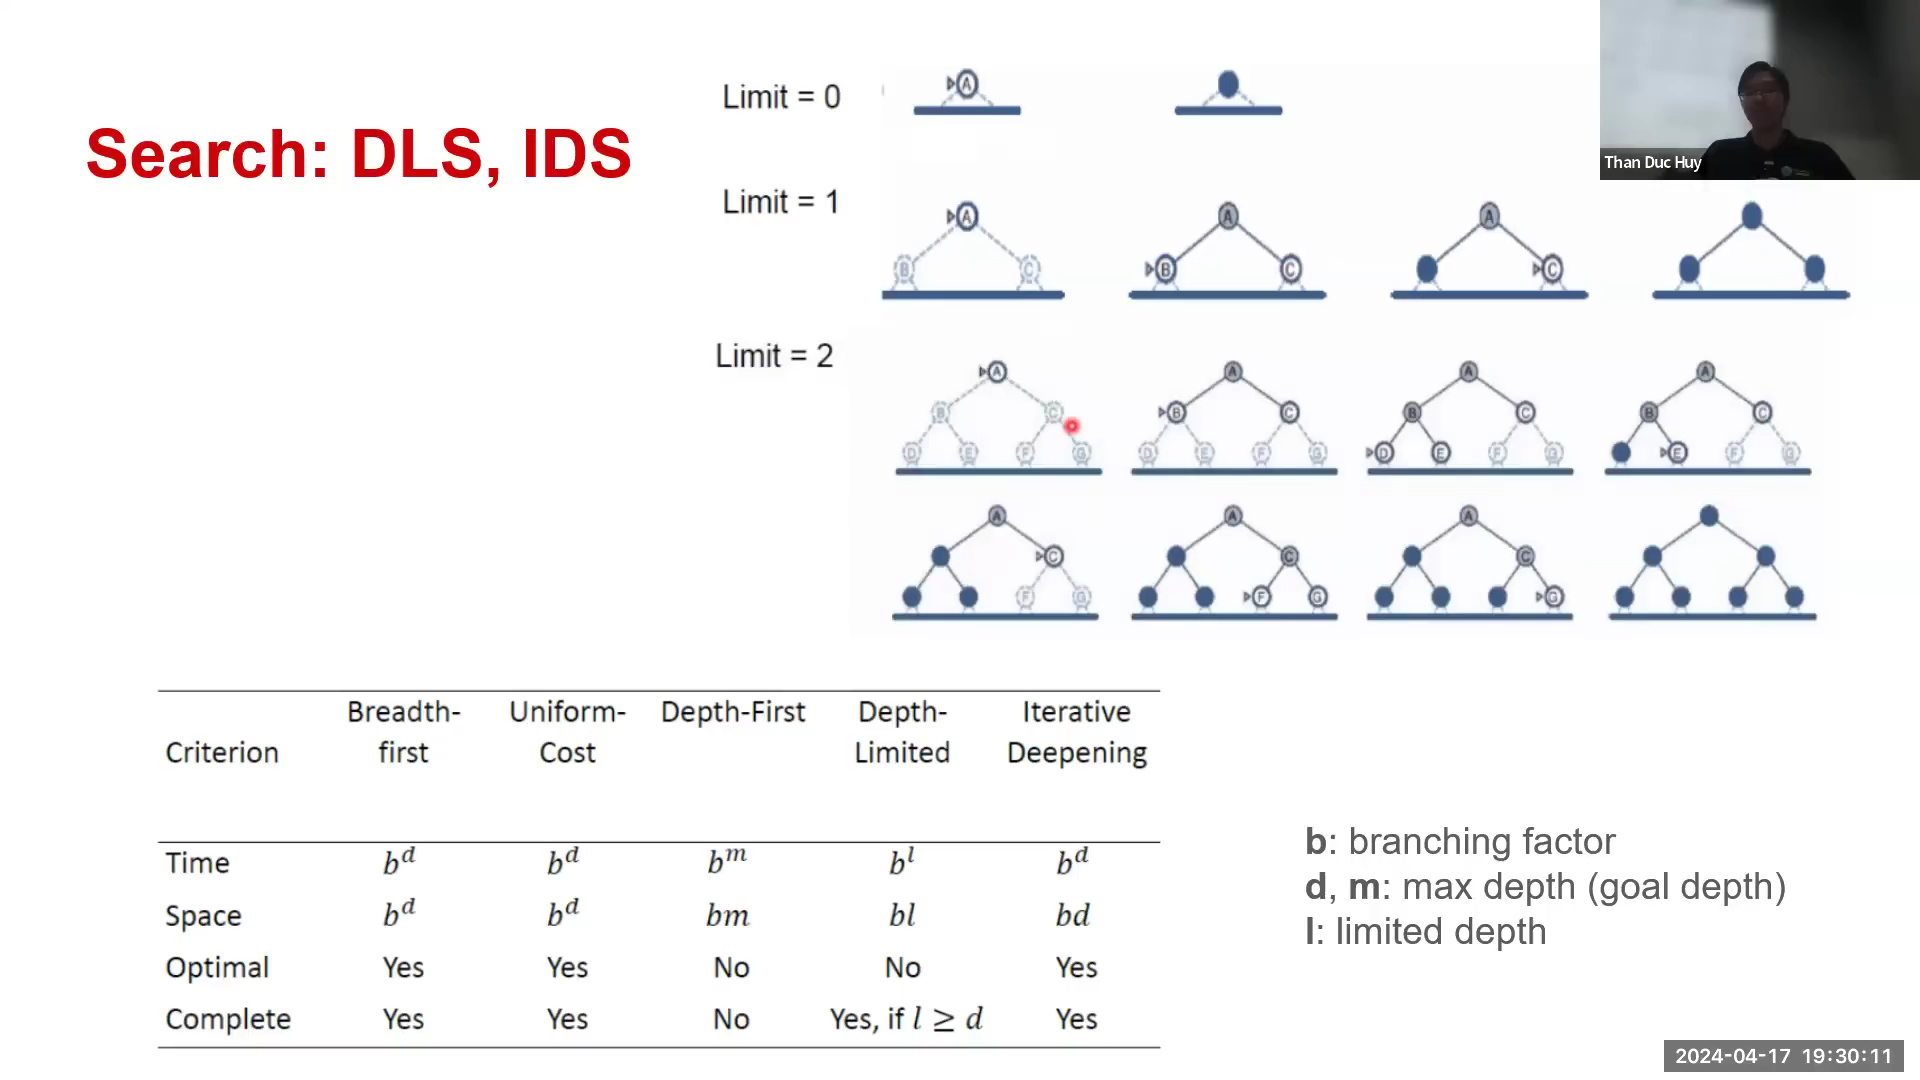 Search: DLS, IDS
Limit = 0
A
Limit = 1
A
B C
A
B C
A
C
Limit = 2
A
B C
D E F G
A
B C
D E F G
A
B C
D E F G
A
B C
E F G
A
C
F G
A
C
F G
A
C
G
Than Duc Huy
Criterion Breadth-first Uniform-Cost Depth-First Depth-Limited Iterative Deepening
Time b^d b^d b^m b^l b^d
Space b^d b^d bm bl bd
Optimal Yes Yes No No Yes
Complete Yes Yes No Yes, if l ≥ d Yes
b: branching factor
d, m: max depth (goal depth)
l: limited depth
2024-04-17 19:30:11